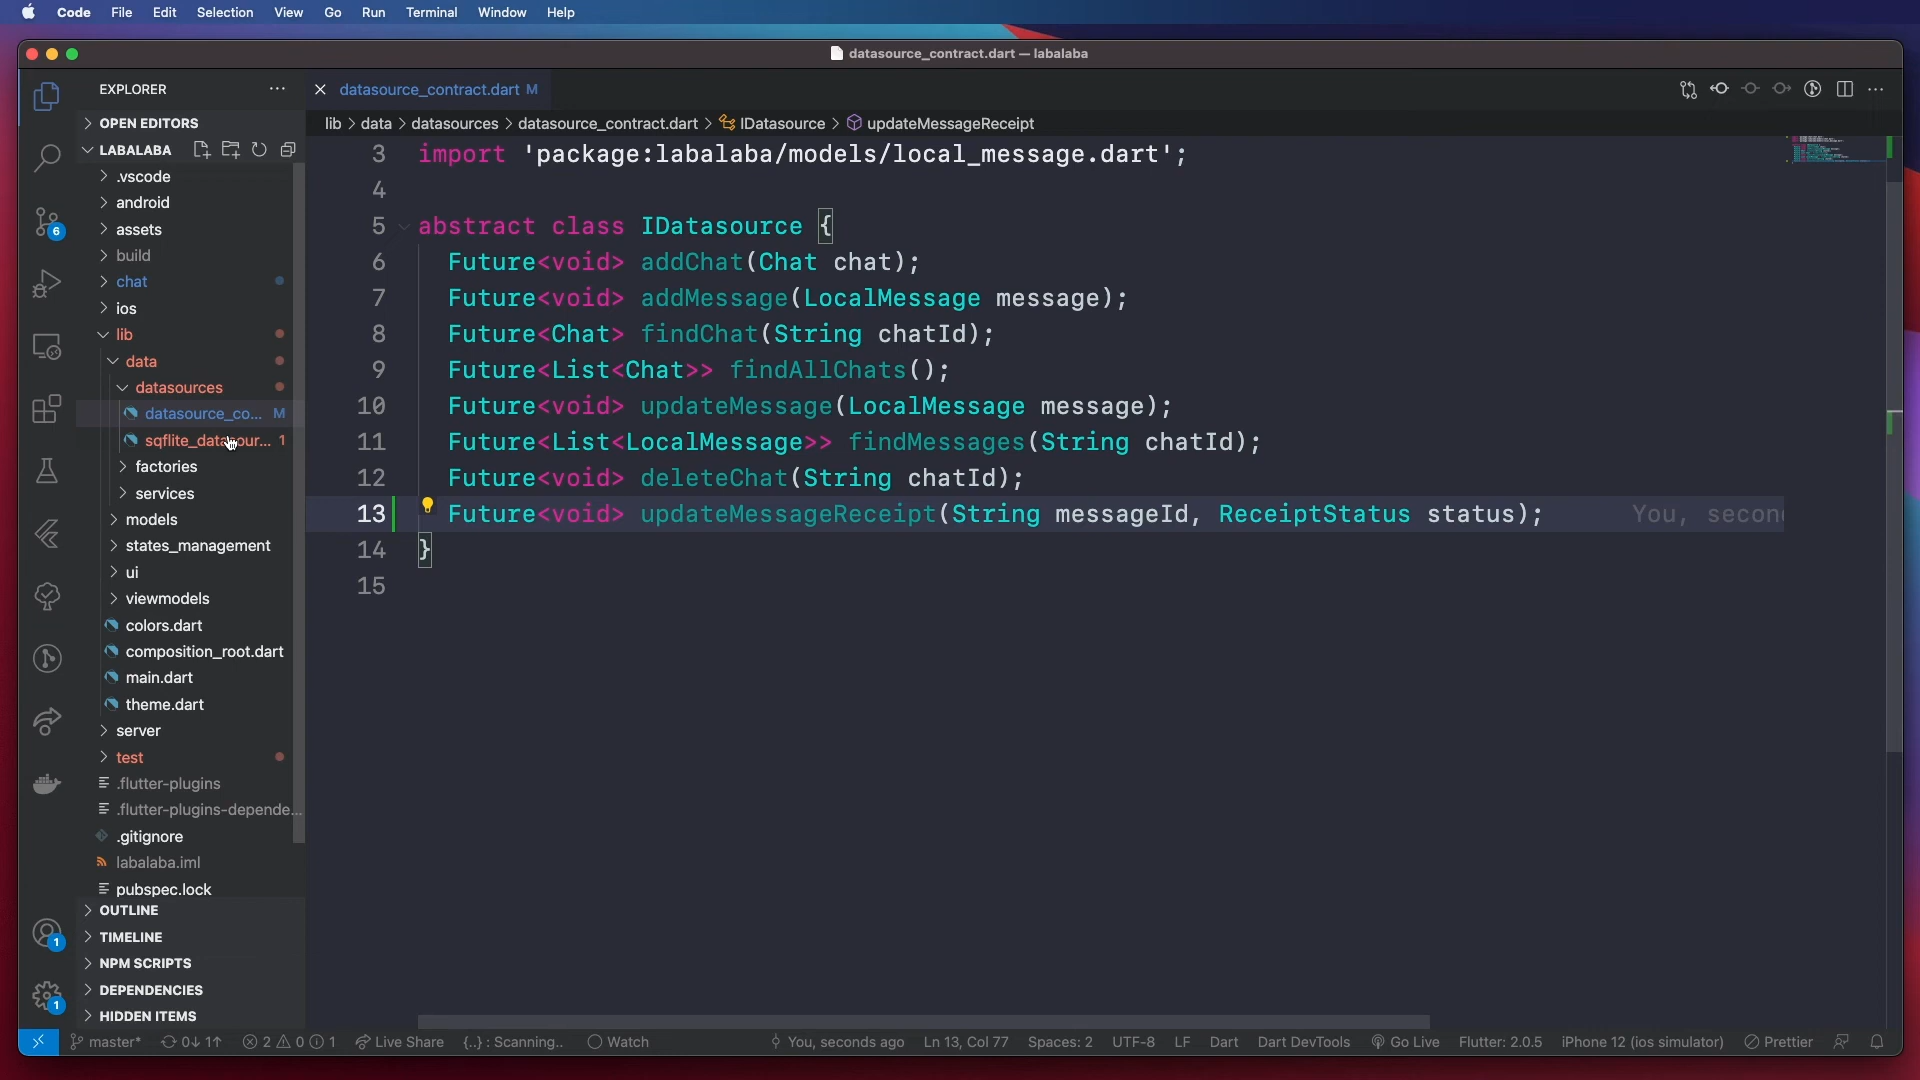 Code File Edit Selection View Go Run Terminal Window Help
datasource_contract.dart — labalaba
EXPLORER
datasource_contract.dart M
OPEN EDITORS
lib > data > datasources > datasource_contract.dart > IDatasource > updateMessageReceipt
LABALABA
.vscode
android
assets
build
chat
ios
lib
data
datasources
datasource_co... M
sqflite_datasour... 1
factories
services
models
states_management
ui
viewmodels
colors.dart
composition_root.dart
main.dart
theme.dart
server
test
.flutter-plugins
.flutter-plugins-depende...
.gitignore
labalaba.iml
pubspec.lock
OUTLINE
TIMELINE
NPM SCRIPTS
DEPENDENCIES
HIDDEN ITEMS
6
1
1
3 import 'package:labalaba/models/local_message.dart';
4
5 abstract class IDatasource {
6 Future<void> addChat(Chat chat);
7 Future<void> addMessage(LocalMessage message);
8 Future<Chat> findChat(String chatId);
9 Future<List<Chat>> findAllChats();
10 Future<void> updateMessage(LocalMessage message);
11 Future<List<LocalMessage>> findMessages(String chatId);
12 Future<void> deleteChat(String chatId);
13 Future<void> updateMessageReceipt(String messageId, ReceiptStatus status); You, secon
14 }
15
master* 0↓ 1↑ 2 0 1 Live Share {..} : Scanning.. Watch You, seconds ago Ln 13, Col 77 Spaces: 2 UTF-8 LF Dart Dart DevTools Go Live Flutter: 2.0.5 iPhone 12 (ios simulator) Prettier